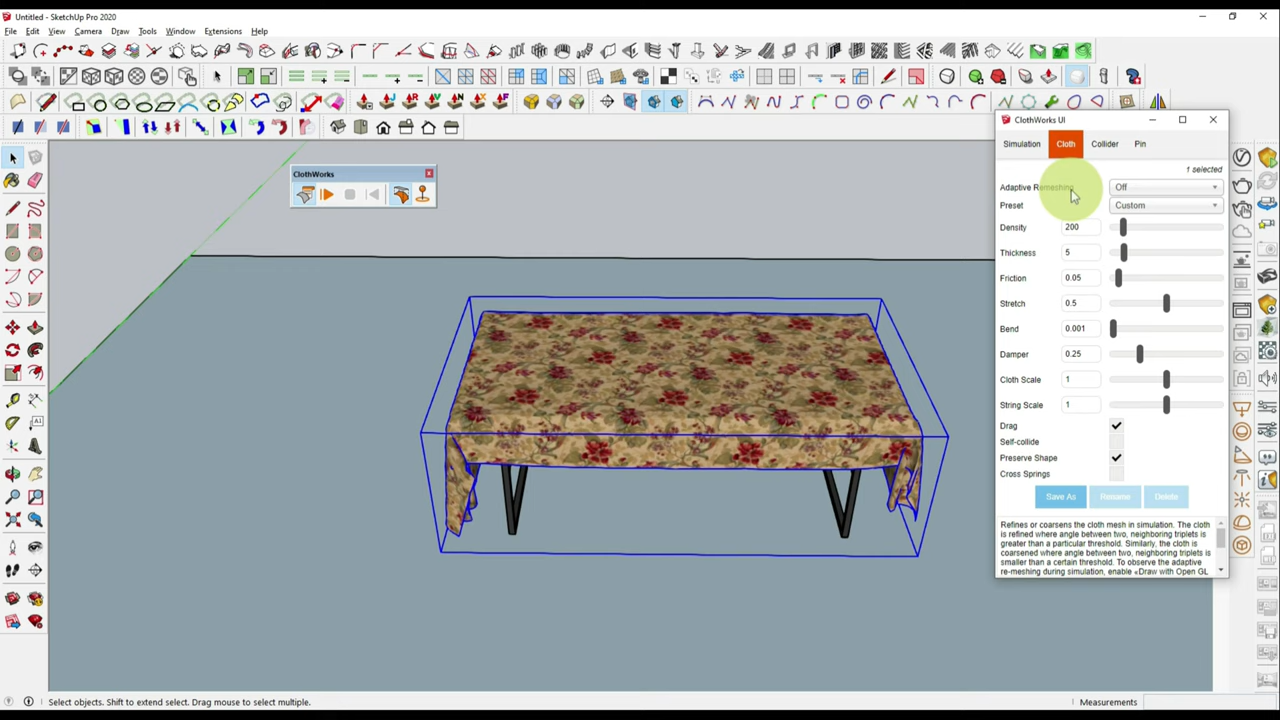 Untitled - SketchUp Pro 2020
File Edit View Camera Draw Tools Window Extensions Help
ClothWorks UI
Simulation Cloth Collider Pin
1 selected
ClothWorks
Adaptive Remeshing Off
Preset Custom
Density 200
Thickness 5
Friction 0.05
Stretch 0.5
Bend 0.001
Damper 0.25
Cloth Scale 1
String Scale 1
Drag
Self-collide
Preserve Shape
Cross Springs
Save As Rename Delete
Refines or coarsens the cloth mesh in simulation. The cloth
is refined where angle between two, neighboring triplets is
greater than a particular threshold. Similarly, the cloth is
coarsened where angle between two, neighboring triplets is
smaller than a certain threshold. To observe the adaptive
re-meshing during simulation, enable «Draw with Open GL
Select objects. Shift to extend select. Drag mouse to select multiple.
Measurements